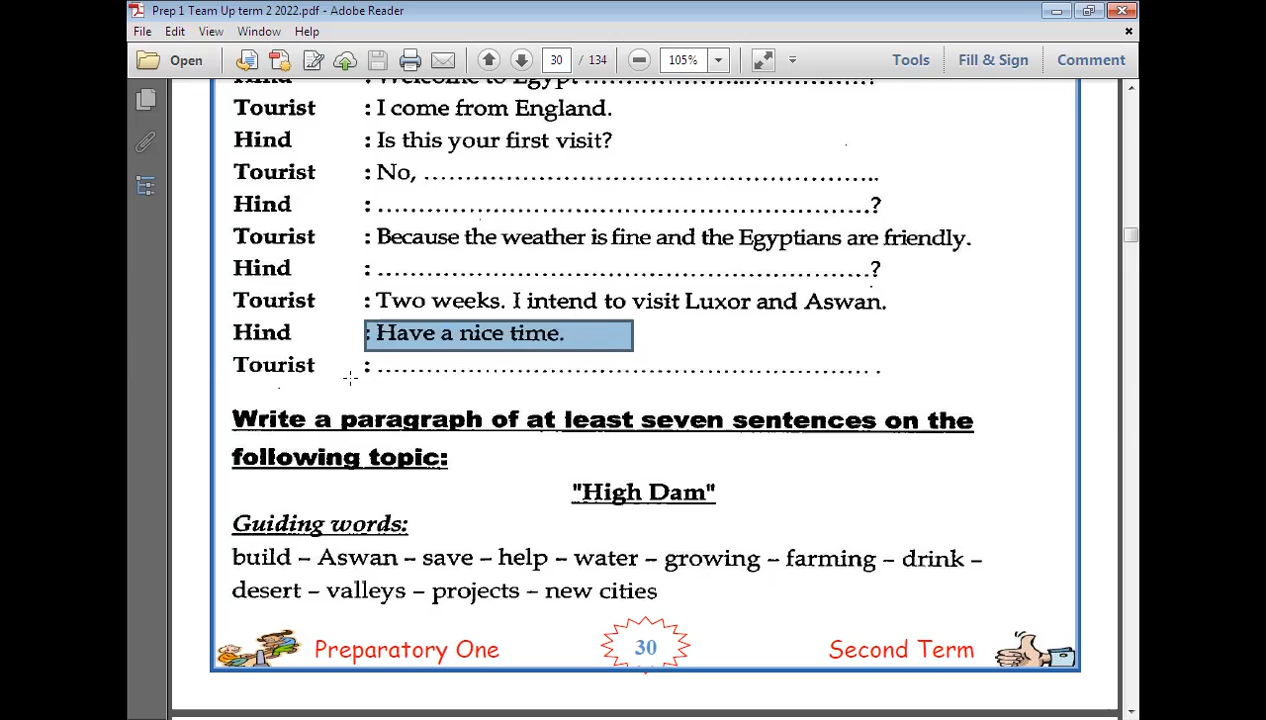 Prep 1 Team Up term 2 2022.pdf - Adobe Reader
File Edit View Window Help
Open 30 / 134 105% Tools Fill & Sign Comment
Hind : Welcome to Egypt ……………………………………?
Tourist : I come from England.
Hind : Is this your first visit?
Tourist : No, ………………………………………………………..
Hind : ………………………………………………………………?
Tourist : Because the weather is fine and the Egyptians are friendly.
Hind : ………………………………………………………………?
Tourist : Two weeks. I intend to visit Luxor and Aswan.
Hind : Have a nice time.
Tourist : ……………………………………………………………… .
Write a paragraph of at least seven sentences on the
following topic:
"High Dam"
Guiding words:
build – Aswan – save – help – water – growing – farming – drink –
desert – valleys – projects – new cities
Preparatory One 30 Second Term